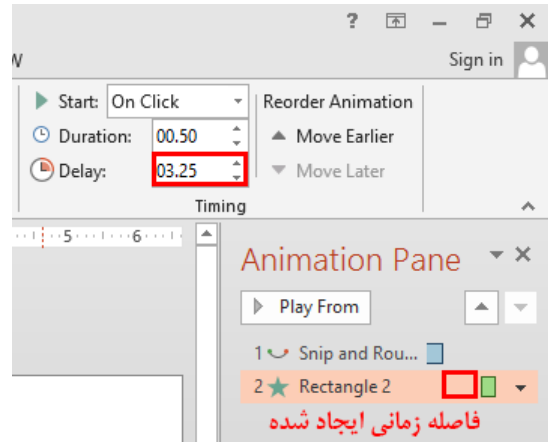 ?
W
Sign in
Start: On Click
Reorder Animation
Duration: 00.50
Move Earlier
Delay: 03.25
Move Later
Timing
5 6
Animation Pane
Play From
1 Snip and Rou...
2 Rectangle 2
فاصله زمانی ایجاد شده